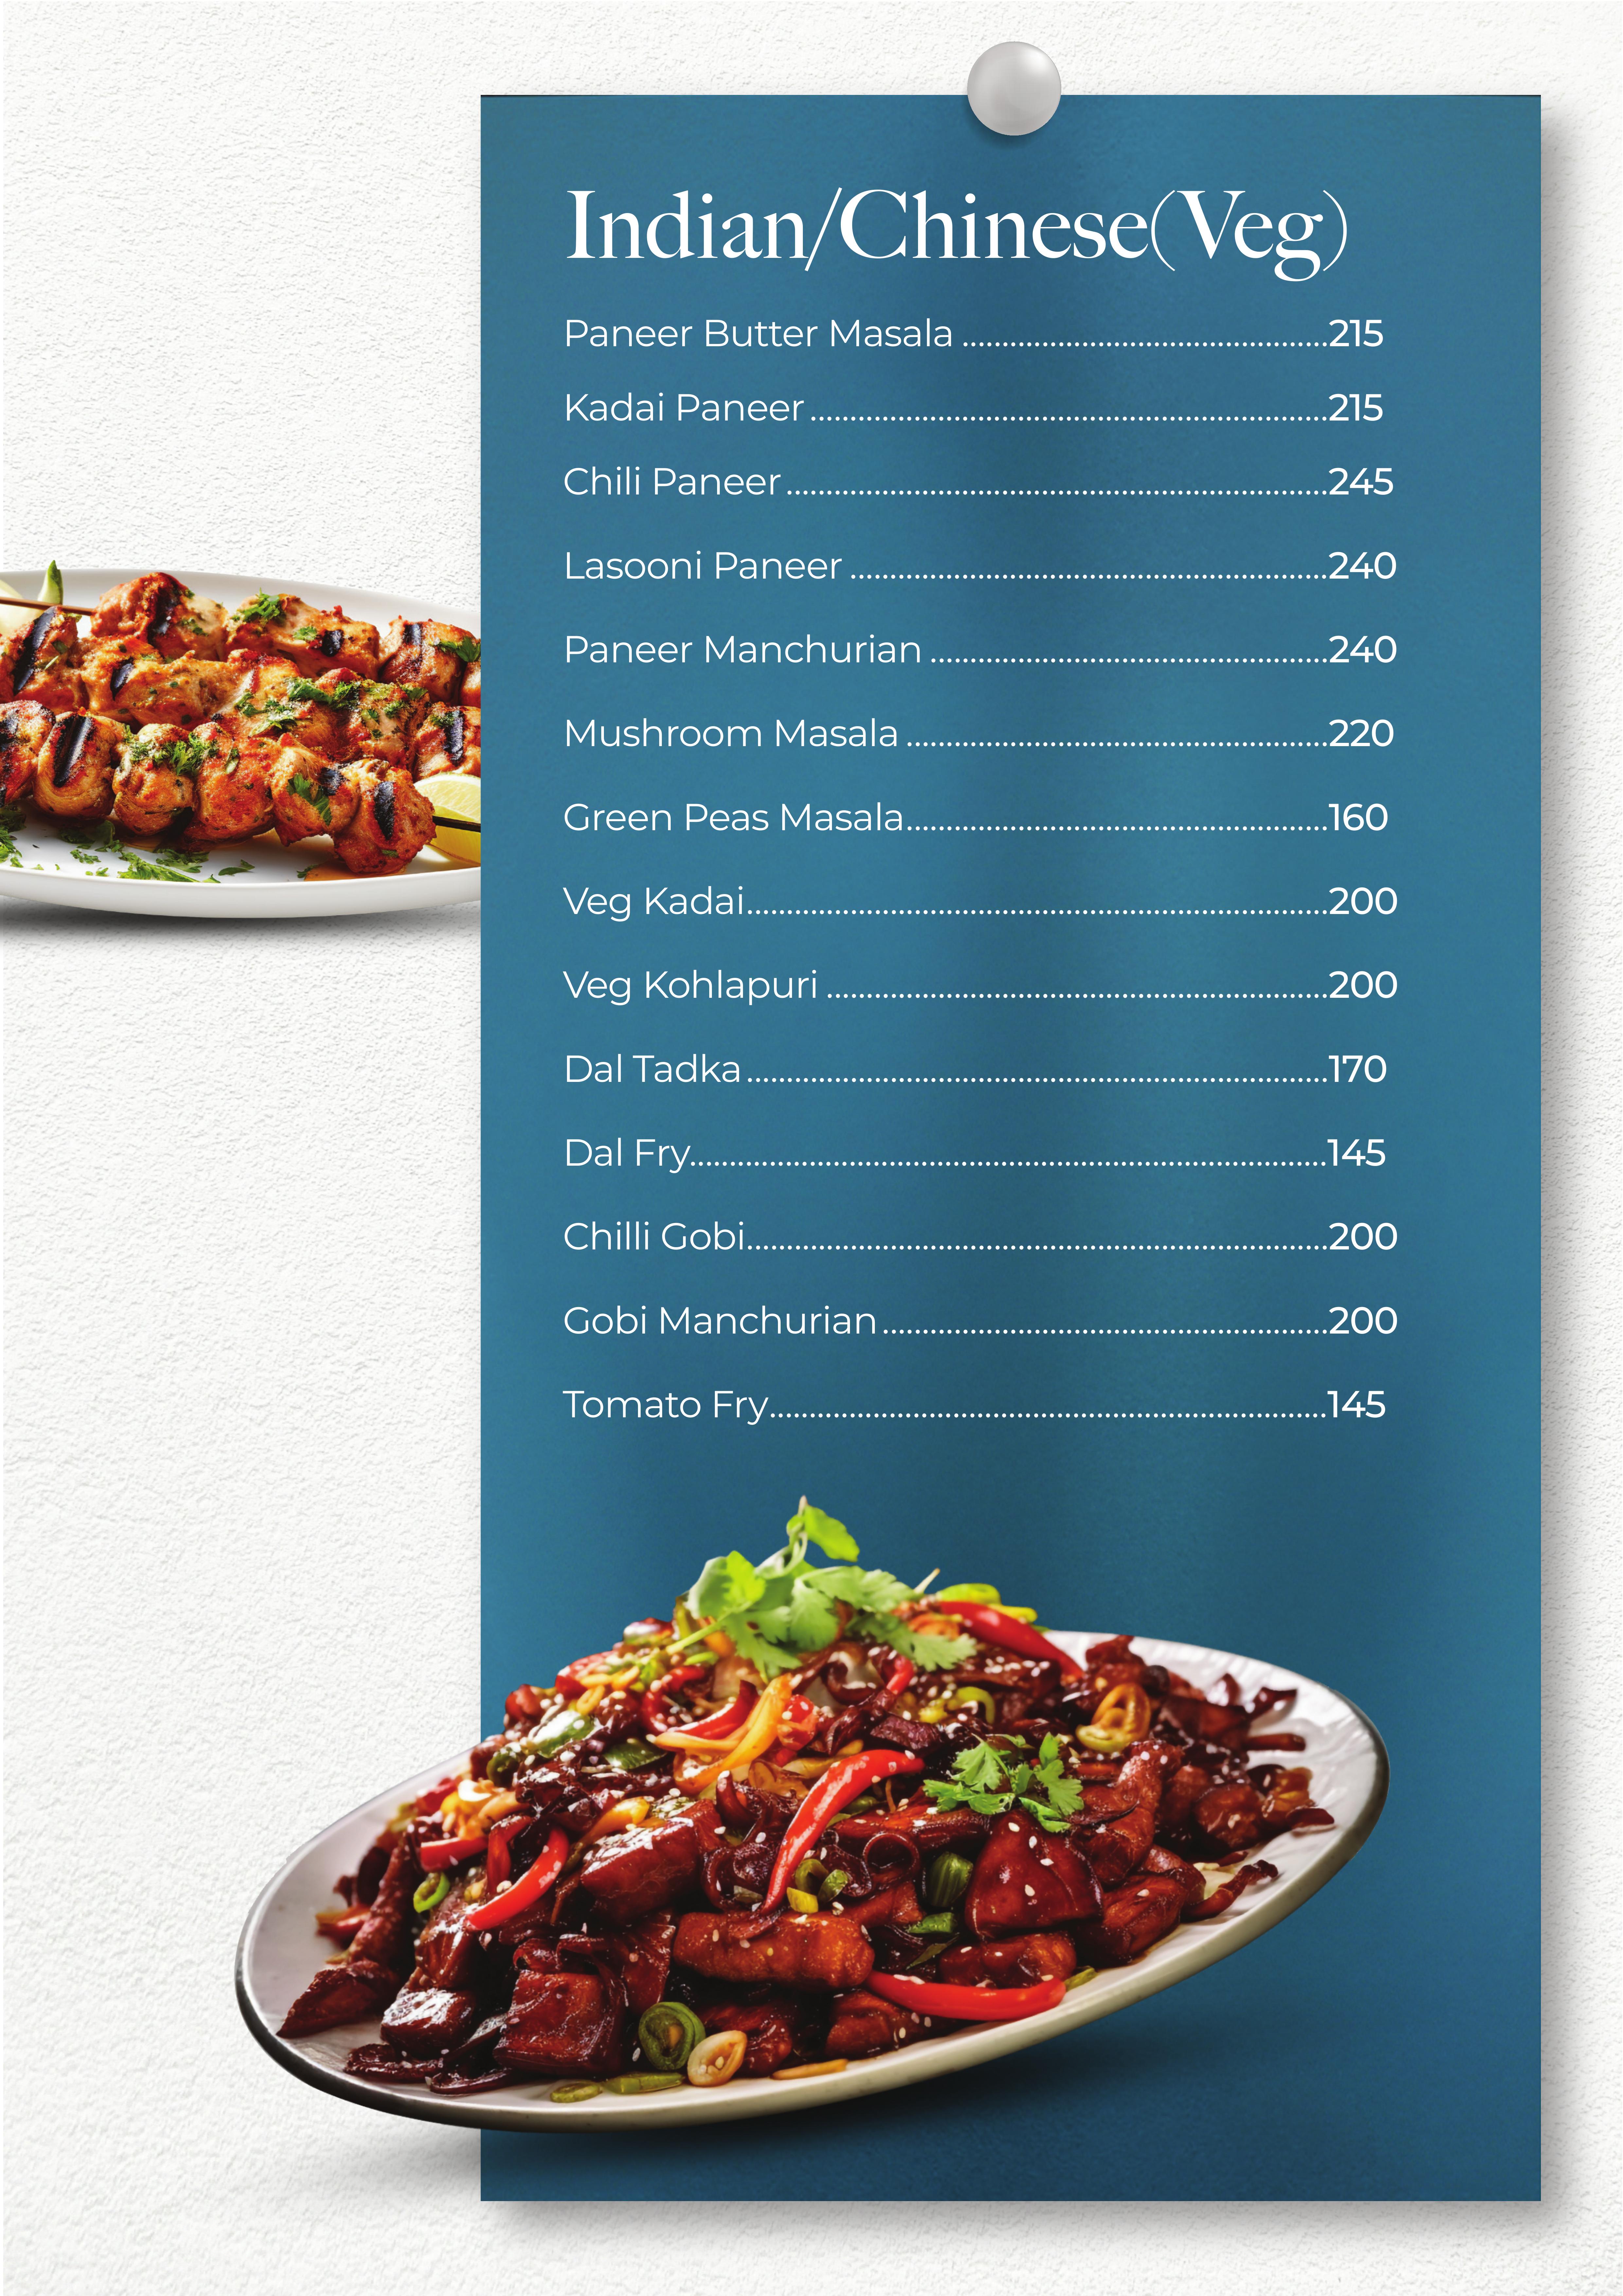 Indian/Chinese(Veg)
Paneer Butter Masala ..............................................215
Kadai Paneer .................................................................215
Chili Paneer ....................................................................245
Lasooni Paneer ............................................................240
Paneer Manchurian ..................................................240
Mushroom Masala .....................................................220
Green Peas Masala.....................................................160
Veg Kadai.........................................................................200
Veg Kohlapuri ...............................................................200
Dal Tadka.........................................................................170
Dal Fry................................................................................145
Chilli Gobi.........................................................................200
Gobi Manchurian ........................................................200
Tomato Fry......................................................................145